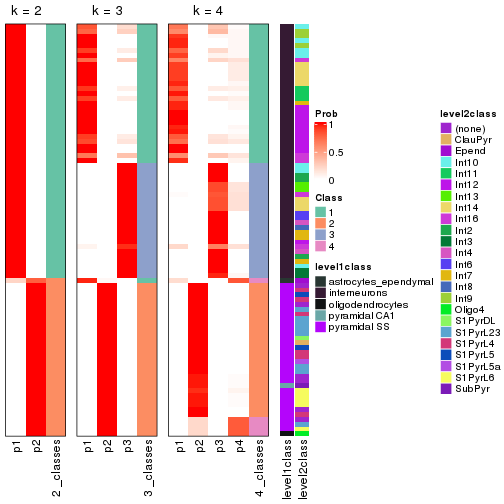 k = 2
k = 3
k = 4
p1
p2
2_classes
p1
p2
p3
3_classes
p1
p2
p3
p4
4_classes
level1class
level2class
Prob
1
0.5
0
Class
1
2
3
4
level1class
astrocytes_ependymal
interneurons
oligodendrocytes
pyramidal CA1
pyramidal SS
level2class
(none)
ClauPyr
Epend
Int10
Int11
Int12
Int13
Int14
Int16
Int2
Int3
Int4
Int6
Int7
Int8
Int9
Oligo4
S1PyrDL
S1PyrL23
S1PyrL4
S1PyrL5
S1PyrL5a
S1PyrL6
SubPyr